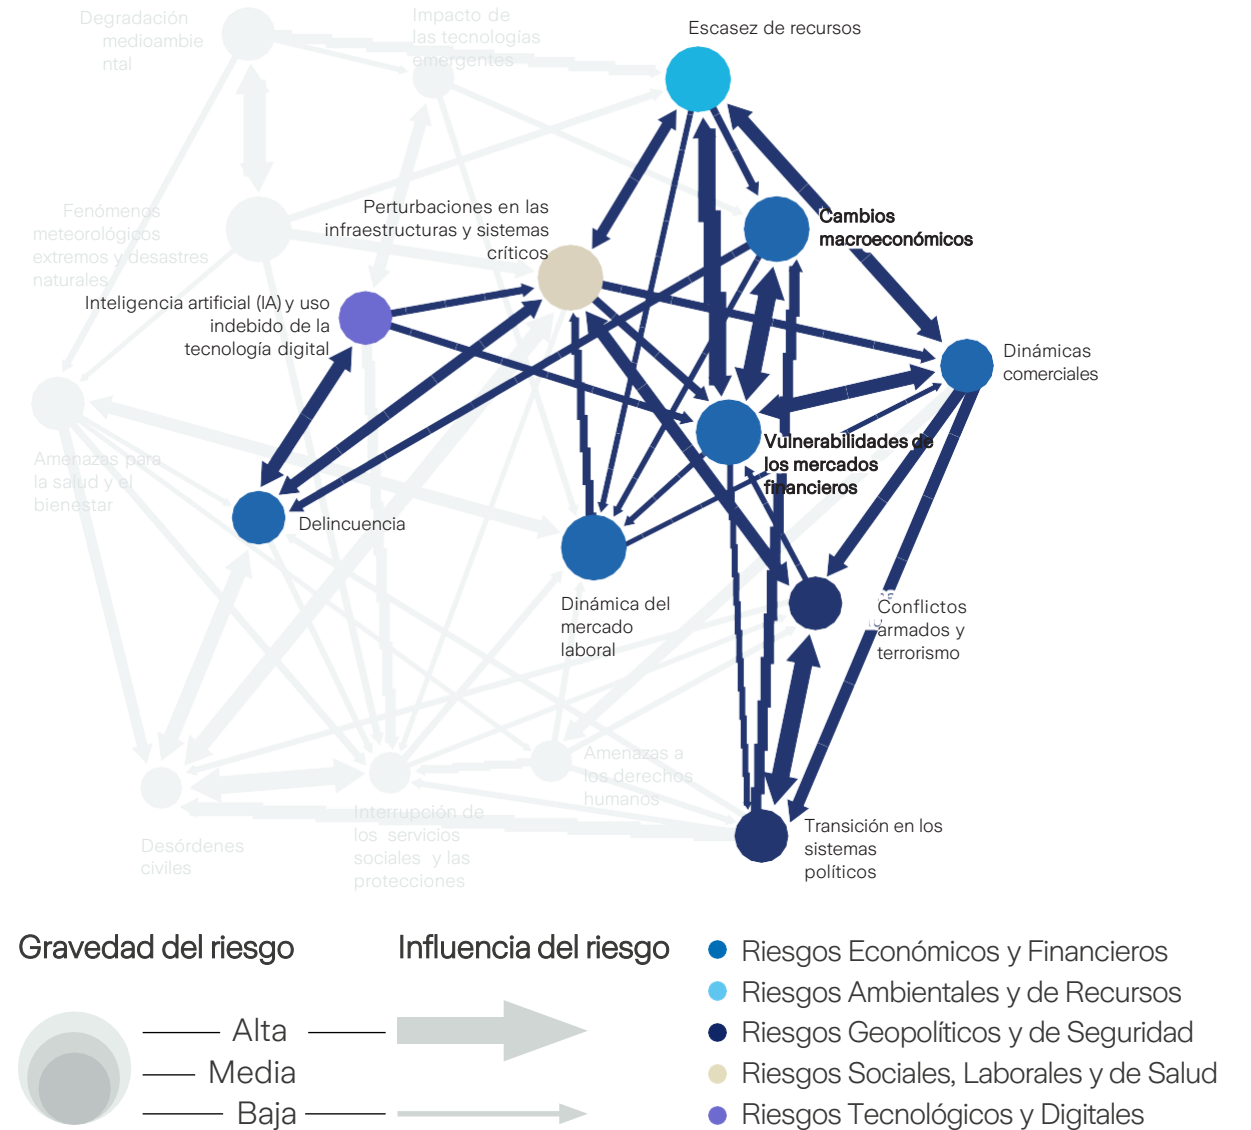 Degradación
medioambie
ntal
Impacto de
las tecnologías
emergentes
Escasez de recursos
Fenómenos
meteorológicos
extremos y desastres
naturales
Perturbaciones en las
infraestructuras y sistemas
críticos
Cambios
macroeconómicos
Inteligencia artificial (IA) y uso
indebido de la
tecnología digital
Dinámicas
comerciales
Amenazas para
la salud y el
bienestar
Vulnerabilidades de
los mercados
financieros
Delincuencia
Dinámica del
mercado
laboral
Conflictos
armados y
terrorismo
Amenazas a
los derechos
humanos
Desórdenes
civiles
Interrupción de
los servicios
sociales y las
protecciones
Transición en los
sistemas
políticos
Gravedad del riesgo
Alta
Media
Baja
Influencia del riesgo
Riesgos Económicos y Financieros
Riesgos Ambientales y de Recursos
Riesgos Geopolíticos y de Seguridad
Riesgos Sociales, Laborales y de Salud
Riesgos Tecnológicos y Digitales